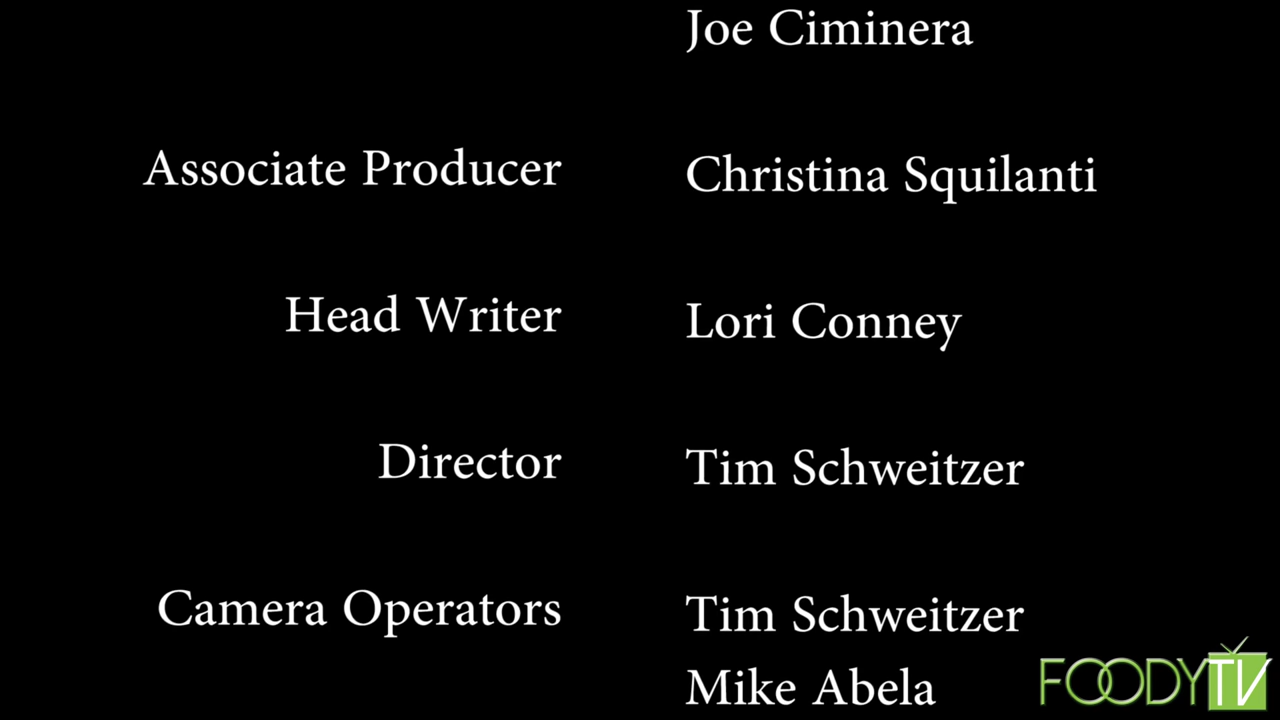 Joe Ciminera
Associate Producer Christina Squilanti
Head Writer Lori Conney
Director Tim Schweitzer
Camera Operators Tim Schweitzer
Mike Abela
FOODYTV